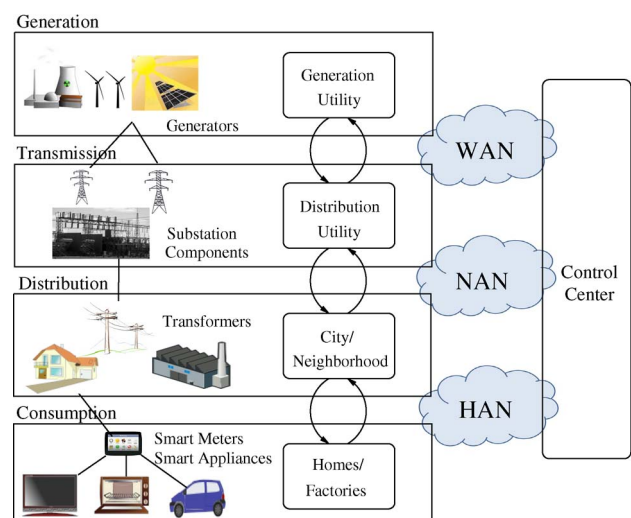 Generation
Generation
Utility
Generators
WAN
Transmission
Distribution
Utility
Substation
Components
NAN
Control
Center
Distribution
Transformers
City/
Neighborhood
HAN
Consumption
Smart Meters
Smart Appliances
Homes/
Factories